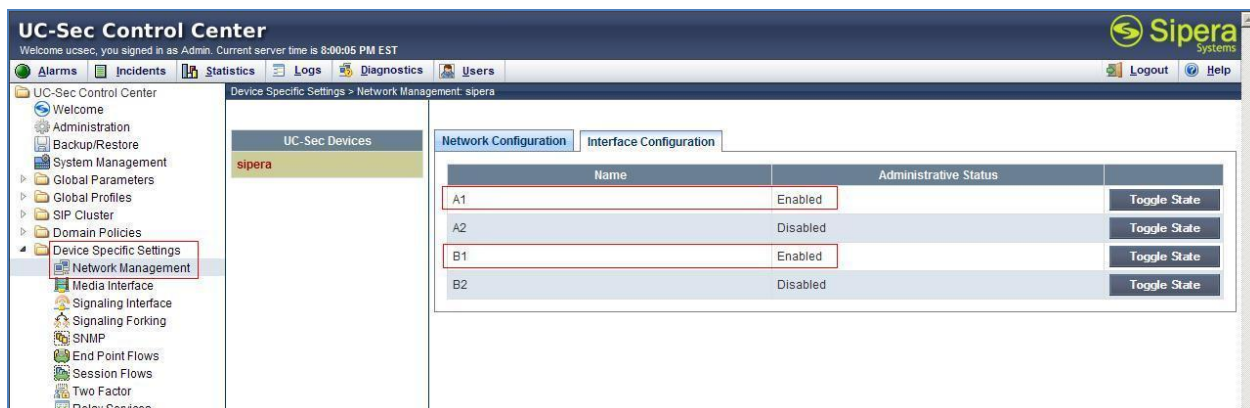 UC-Sec Control Center
Welcome ucsec, you signed in as Admin. Current server time is 8:00:05 PM EST
Sipera
Systems
Alarms Incidents Statistics Logs Diagnostics Users Logout Help
UC-Sec Control Center
Welcome
Administration
Backup/Restore
System Management
Global Parameters
Global Profiles
SIP Cluster
Domain Policies
Device Specific Settings
Network Management
Media Interface
Signaling Interface
Signaling Forking
SNMP
End Point Flows
Session Flows
Two Factor
Relay Services
Device Specific Settings > Network Management: sipera
UC-Sec Devices
sipera
Network Configuration Interface Configuration
Name Administrative Status
A1 Enabled Toggle State
A2 Disabled Toggle State
B1 Enabled Toggle State
B2 Disabled Toggle State